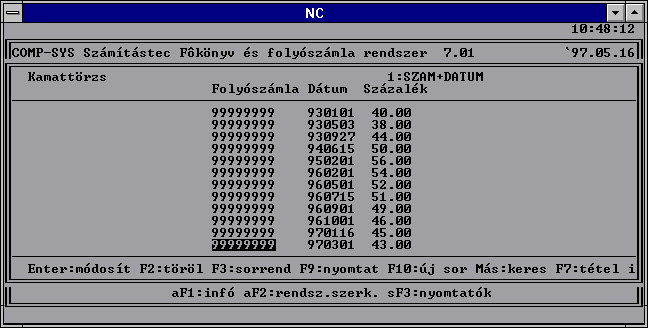 NC
10:48:12
COMP-SYS Számítástec Fôkönyv és folyószámla rendszer 7.01 `97.05.16
Kamattörzs 1:SZAM+DATUM
Folyószámla Dátum Százalék
99999999 930101 40.00
99999999 930503 38.00
99999999 930927 44.00
99999999 940615 50.00
99999999 950201 56.00
99999999 960201 54.00
99999999 960501 52.00
99999999 960715 51.00
99999999 960901 49.00
99999999 961001 46.00
99999999 970116 45.00
99999999 970301 43.00
Enter:módosít F2:töröl F3:sorrend F9:nyomtat F10:új sor Más:keres F7:tétel i
aF1:infó aF2:rendsz.szerk. sF3:nyomtatók